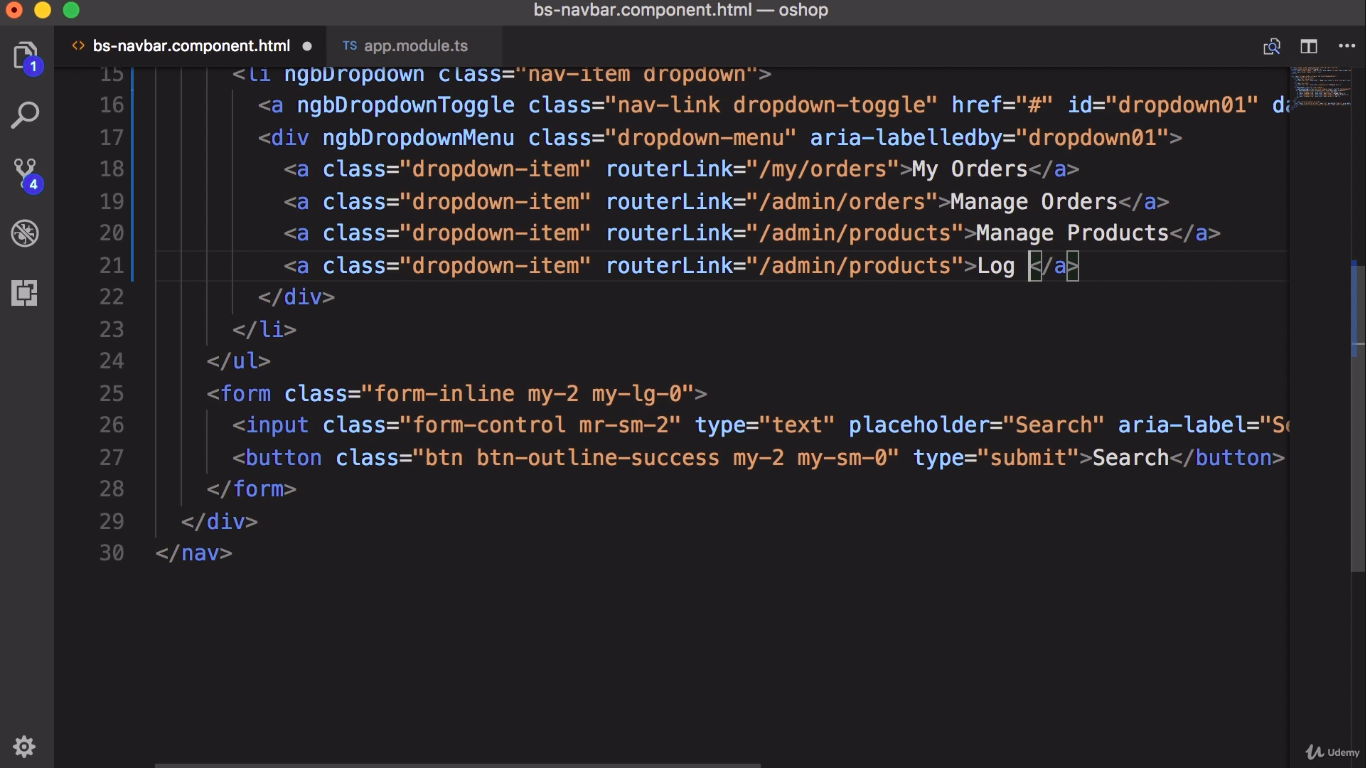 bs-navbar.component.html — oshop
bs-navbar.component.html
TS app.module.ts
1
4
15 <li ngbDropdown class="nav-item dropdown">
16 <a ngbDropdownToggle class="nav-link dropdown-toggle" href="#" id="dropdown01" da
17 <div ngbDropdownMenu class="dropdown-menu" aria-labelledby="dropdown01">
18 <a class="dropdown-item" routerLink="/my/orders">My Orders</a>
19 <a class="dropdown-item" routerLink="/admin/orders">Manage Orders</a>
20 <a class="dropdown-item" routerLink="/admin/products">Manage Products</a>
21 <a class="dropdown-item" routerLink="/admin/products">Log </a>
22 </div>
23 </li>
24 </ul>
25 <form class="form-inline my-2 my-lg-0">
26 <input class="form-control mr-sm-2" type="text" placeholder="Search" aria-label="Se
27 <button class="btn btn-outline-success my-2 my-sm-0" type="submit">Search</button>
28 </form>
29 </div>
30 </nav>
Udemy